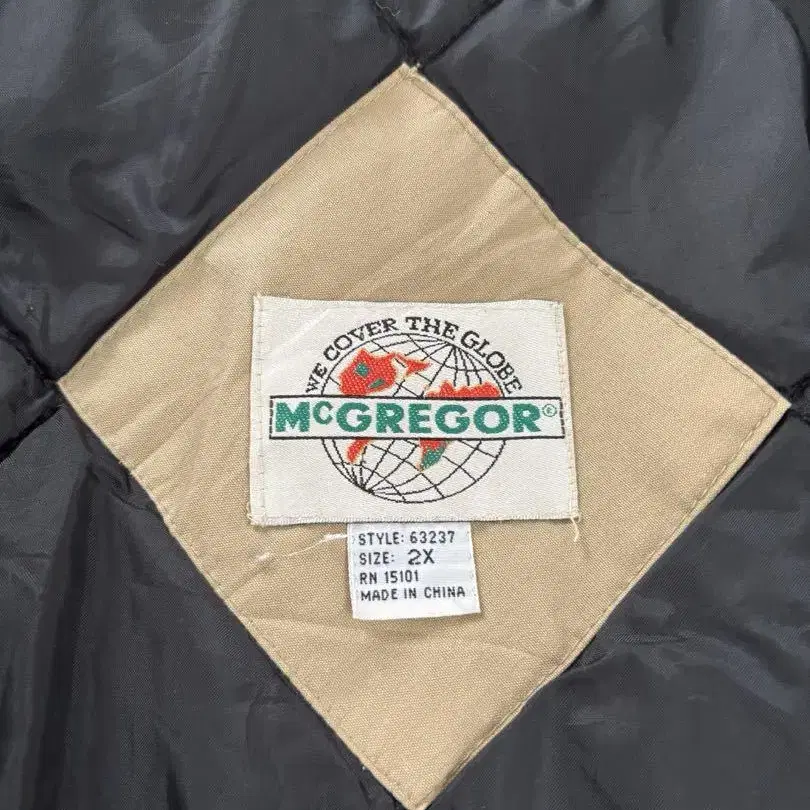 WE COVER THE GLOBE
McGREGOR®
STYLE: 63237
SIZE: 2X
RN 15101
MADE IN CHINA